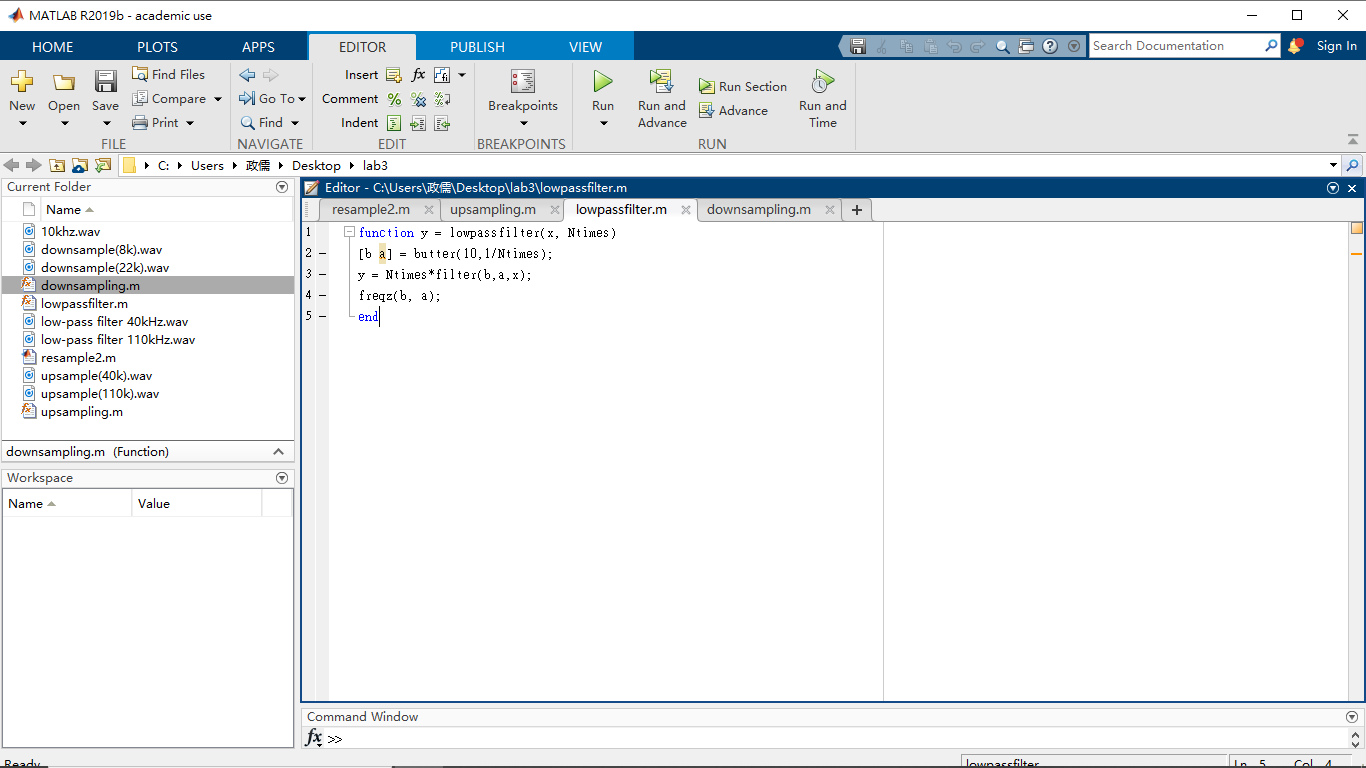 MATLAB R2019b - academic use
HOME PLOTS APPS EDITOR PUBLISH VIEW Search Documentation Sign In
New Open Save Find Files Compare Print Go To Find Insert fx Comment % Indent Breakpoints Run Run and Advance Run Section Advance Run and Time
FILE NAVIGATE EDIT BREAKPOINTS RUN
C: Users 政儒 Desktop lab3
Current Folder
Name
10khz.wav
downsample(8k).wav
downsample(22k).wav
downsampling.m
lowpassfilter.m
low-pass filter 40kHz.wav
low-pass filter 110kHz.wav
resample2.m
upsample(40k).wav
upsample(110k).wav
upsampling.m
downsampling.m (Function)
Workspace
Name Value
Editor - C:\Users\政儒\Desktop\lab3\lowpassfilter.m
resample2.m upsampling.m lowpassfilter.m downsampling.m
1 function y = lowpassfilter(x, Ntimes)
2 – [b a] = butter(10,1/Ntimes);
3 – y = Ntimes*filter(b,a,x);
4 – freqz(b, a);
5 – end
Command Window
fx >>
Ready lowpassfilter Ln 5 Col 4